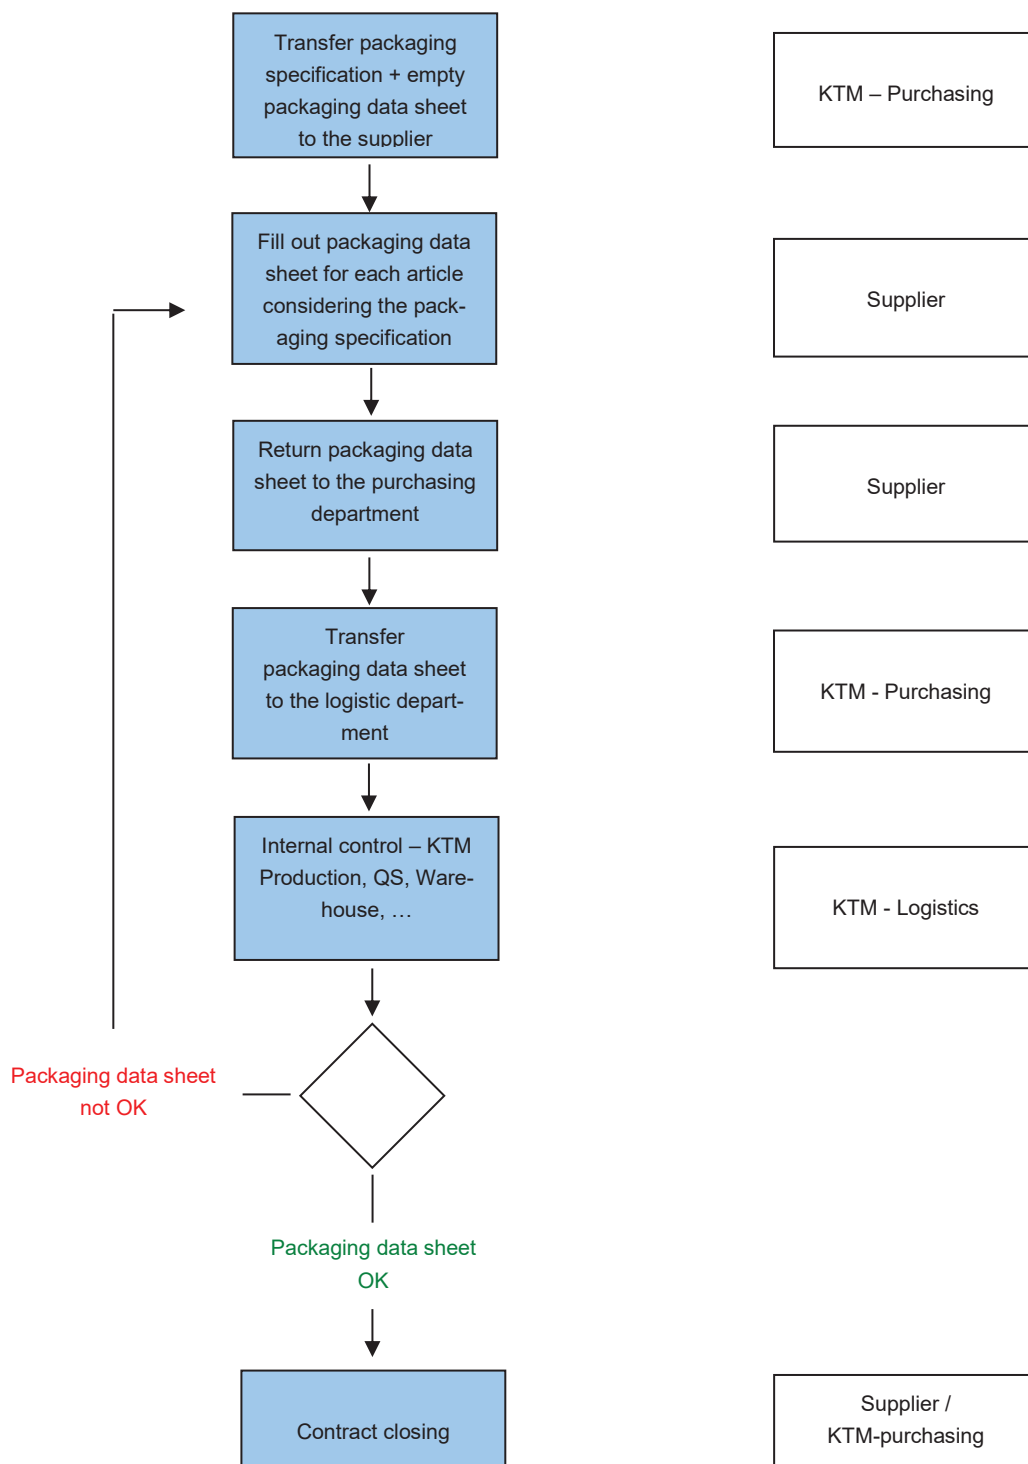 Transfer packaging
specification + empty
packaging data sheet
to the supplier
KTM – Purchasing
Fill out packaging data
sheet for each article
considering the pack-
aging specification
Supplier
Return packaging data
sheet to the purchasing
department
Supplier
Transfer
packaging data sheet
to the logistic depart-
ment
KTM - Purchasing
Internal control – KTM
Production, QS, Ware-
house, …
KTM - Logistics
Packaging data sheet
not OK
Packaging data sheet
OK
Contract closing
Supplier /
KTM-purchasing